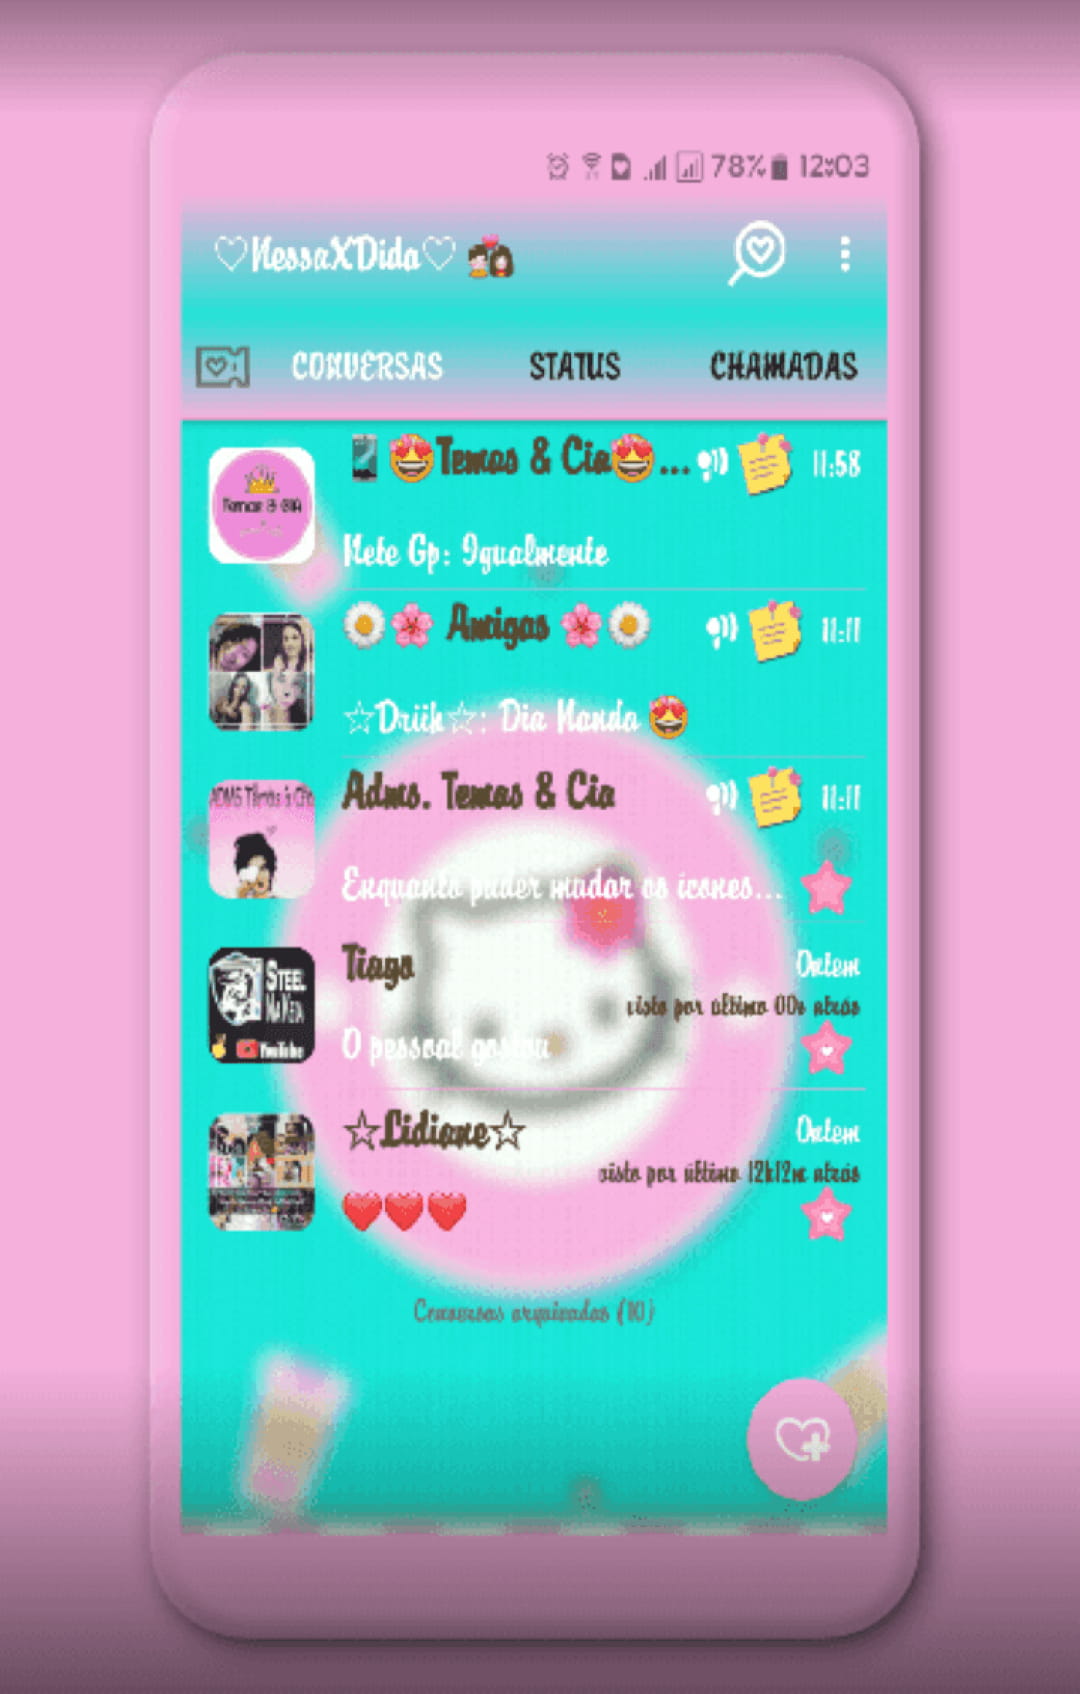 78% 12:03
♡NessaXDida♡ 💑
CONVERSAS STATUS CHAMADAS
📱🤩Temas & Cia🤩... 11:58
Temas & CIA
Nete Gp: Igualmente
🌼🌸 Amigas 🌸🌼 11:11
☆Driih☆: Dia Nanda 🤩
Adms. Temas & Cia 11:11
ADMS Temas & Cia
Enquanto puder mudar os icones...
Tiago Ontem
visto por último 00s atrás
STEEL
YouTube
O pessoal gostou
☆Lidiane☆ Ontem
visto por último 12h12m atrás
❤❤❤
Conversas arquivadas (10)